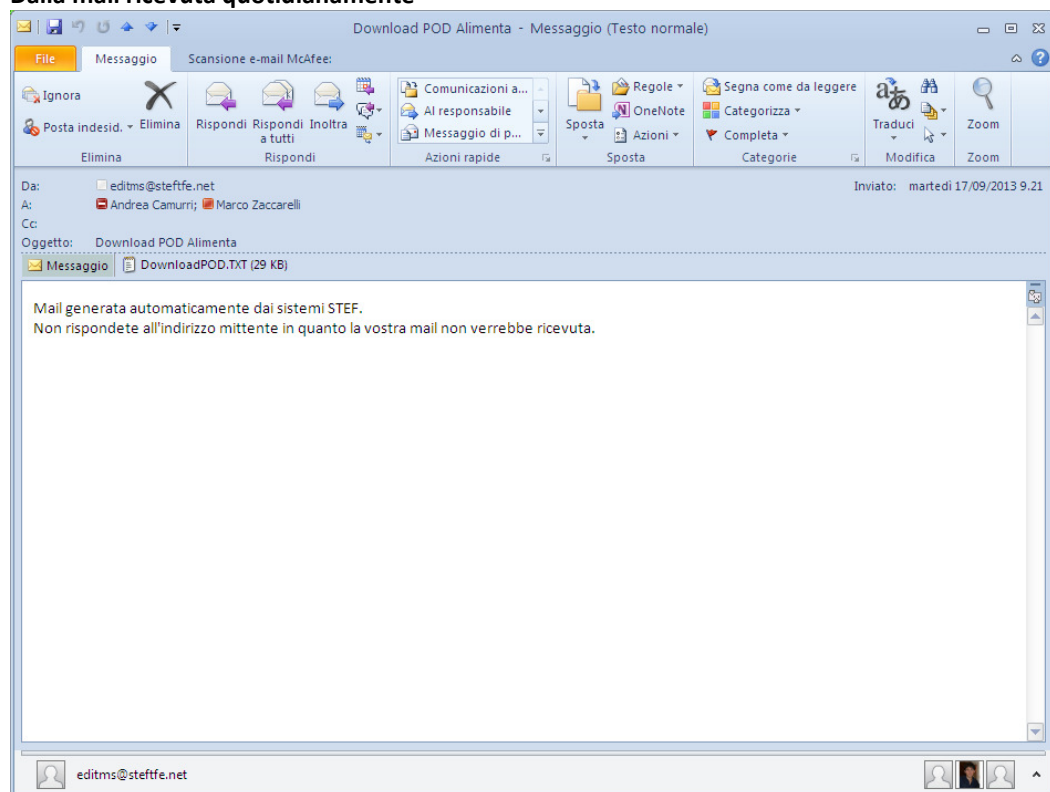 Dalla mail ricevuta quotidianamente
Download POD Alimenta - Messaggio (Testo normale)
File Messaggio Scansione e-mail McAfee:
Ignora
Posta indesid.
Elimina
Elimina
Rispondi
Rispondi a tutti
Inoltra
Rispondi
Comunicazioni a...
Al responsabile
Messaggio di p...
Azioni rapide
Sposta
Regole
OneNote
Azioni
Sposta
Segna come da leggere
Categorizza
Completa
Categorie
Traduci
Modifica
Zoom
Zoom
Da: editms@steftfe.net
Inviato: martedì 17/09/2013 9.21
A: Andrea Camurri; Marco Zaccarelli
Cc:
Oggetto: Download POD Alimenta
Messaggio DownloadPOD.TXT (29 KB)
Mail generata automaticamente dai sistemi STEF.
Non rispondete all'indirizzo mittente in quanto la vostra mail non verrebbe ricevuta.
editms@steftfe.net